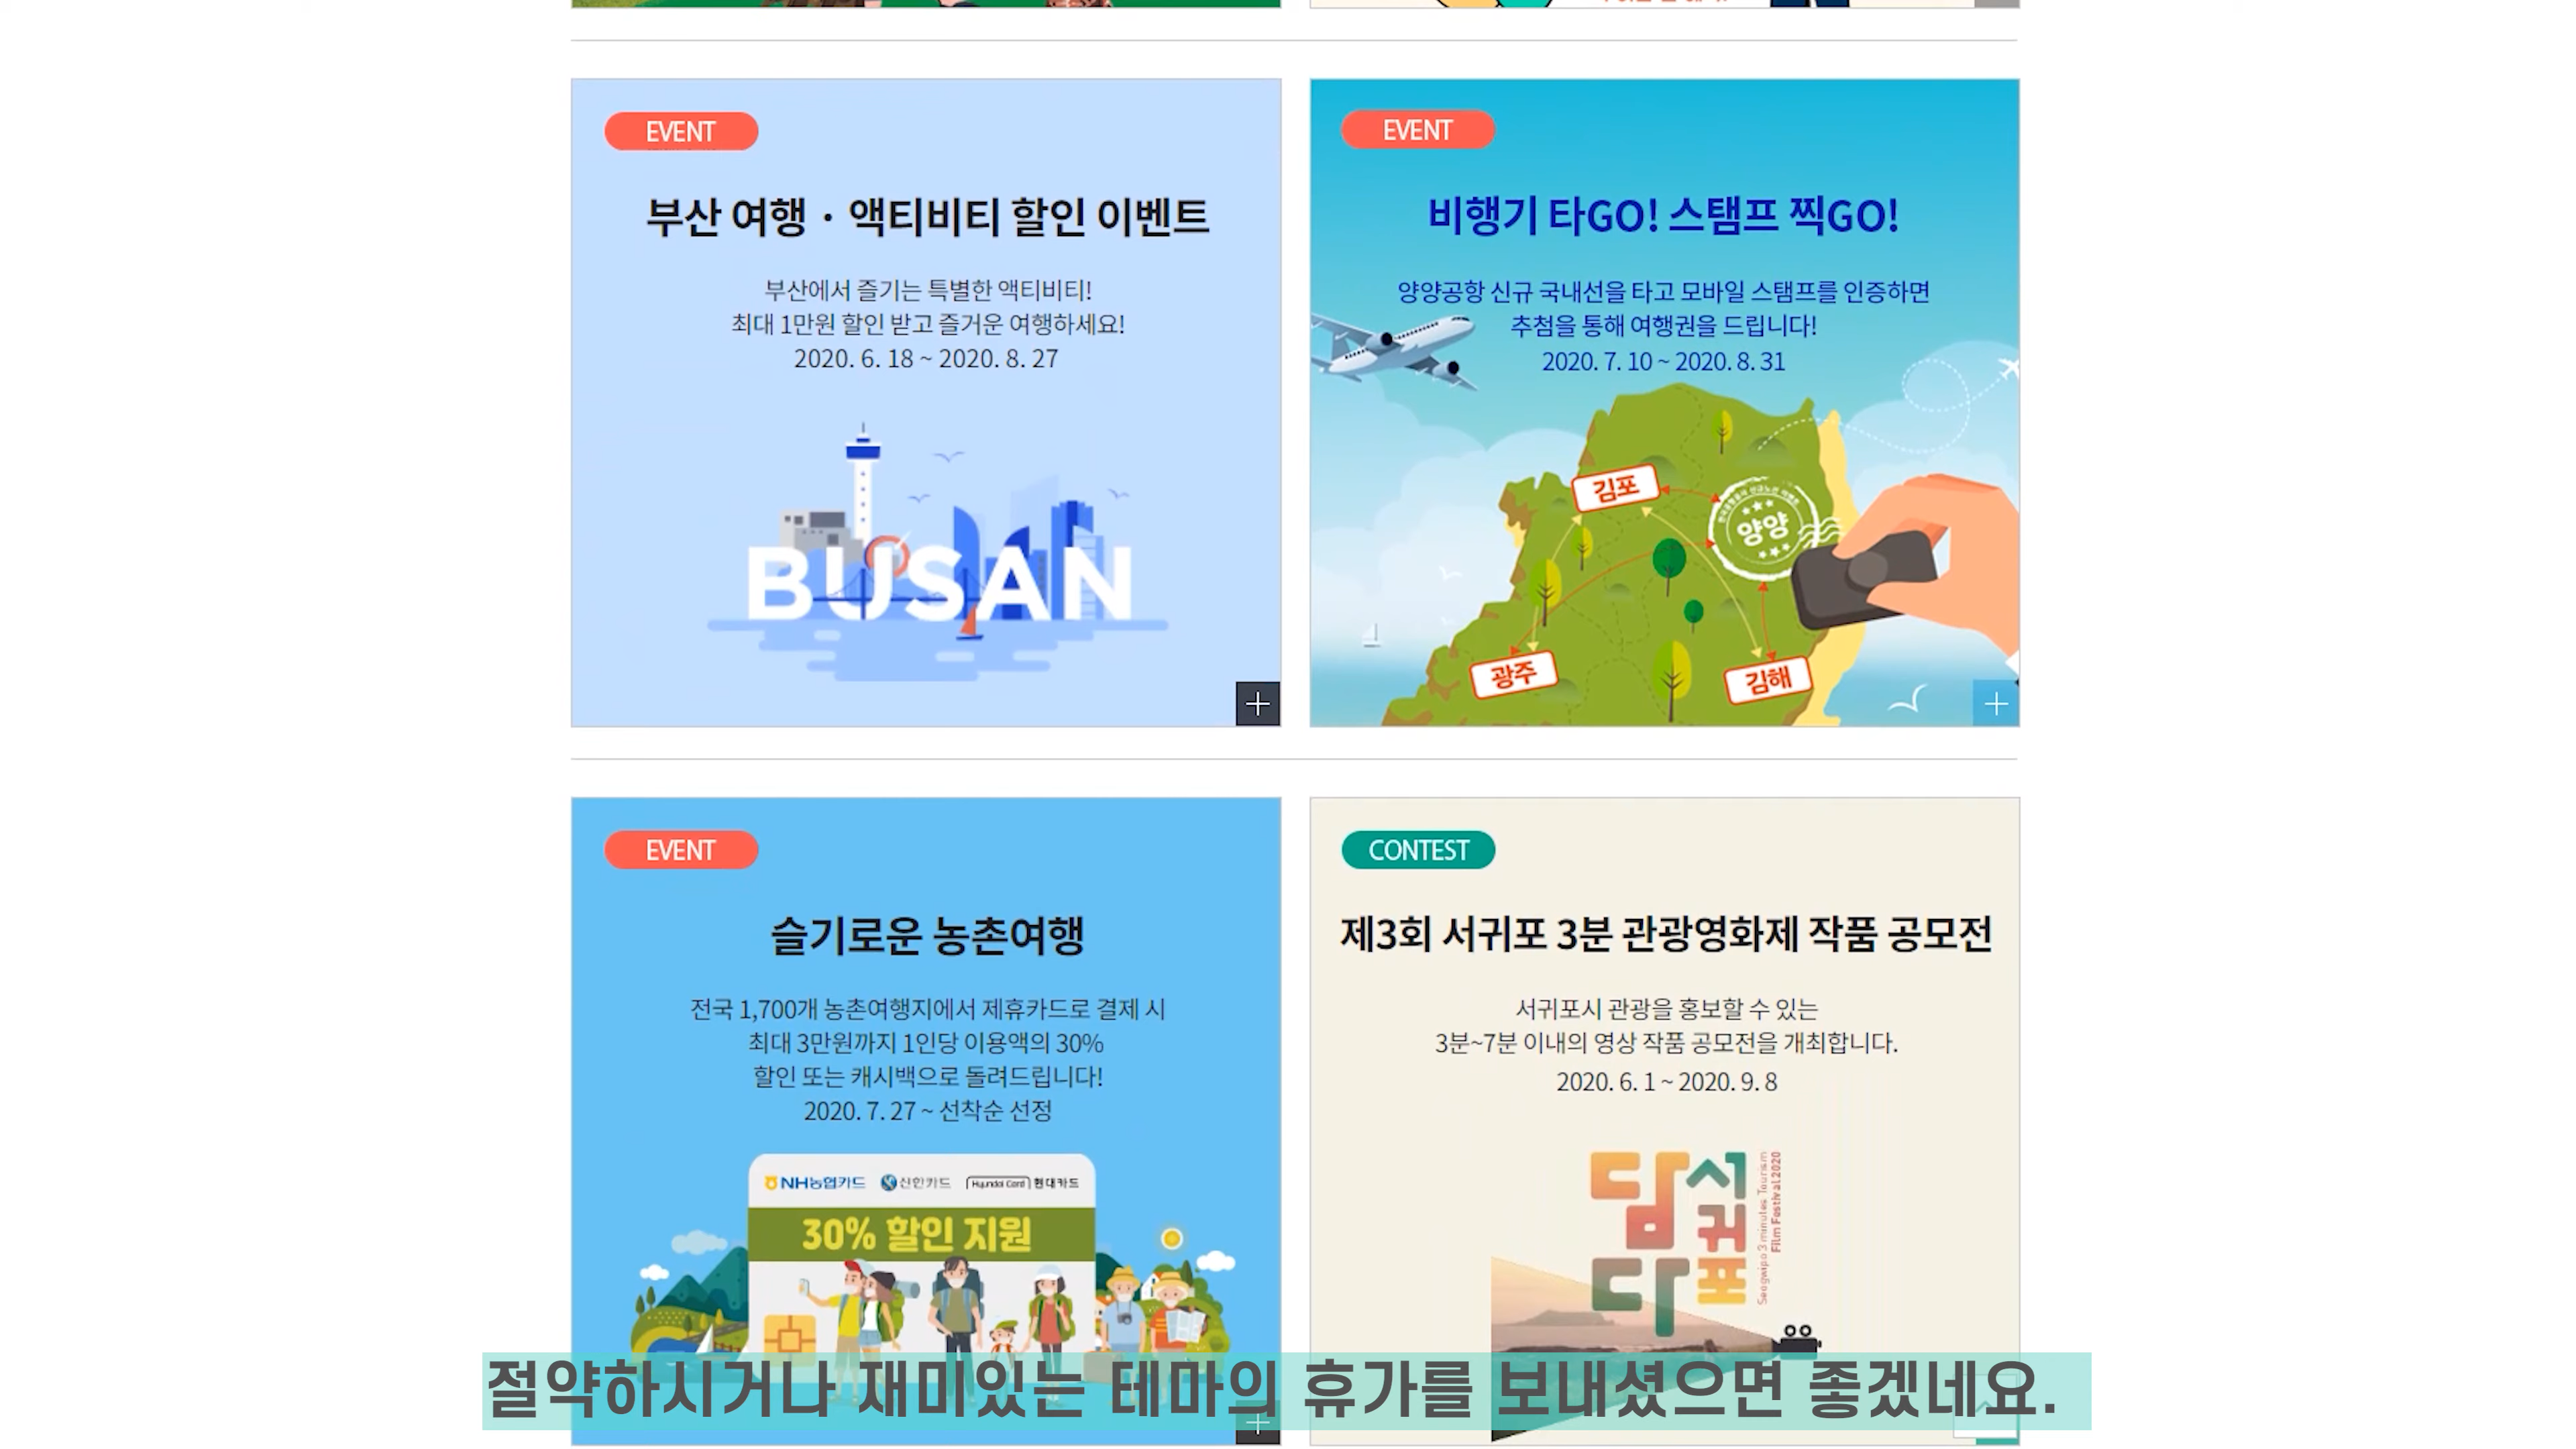 EVENT
부산 여행 · 액티비티 할인 이벤트
부산에서 즐기는 특별한 액티비티!
최대 1만원 할인 받고 즐거운 여행하세요!
2020. 6. 18 ~ 2020. 8. 27
BUSAN
EVENT
비행기 타GO! 스탬프 찍GO!
양양공항 신규 국내선을 타고 모바일 스탬프를 인증하면
추첨을 통해 여행권을 드립니다!
2020. 7. 10 ~ 2020. 8. 31
김포
양양
광주
김해
EVENT
슬기로운 농촌여행
전국 1,700개 농촌여행지에서 제휴카드로 결제 시
최대 3만원까지 1인당 이용액의 30%
할인 또는 캐시백으로 돌려드립니다!
2020. 7. 27 ~ 선착순 선정
NH농협카드 신한카드 Hyundai Card 현대카드
30% 할인 지원
CONTEST
제3회 서귀포 3분 관광영화제 작품 공모전
서귀포시 관광을 홍보할 수 있는
3분~7분 이내의 영상 작품 공모전을 개최합니다.
2020. 6. 1 ~ 2020. 9. 8
서귀포
담다
Seogwipo 3 minutes Tourism
Film Festival 2020
절약하시거나 재미있는 테마의 휴가를 보내셨으면 좋겠네요.